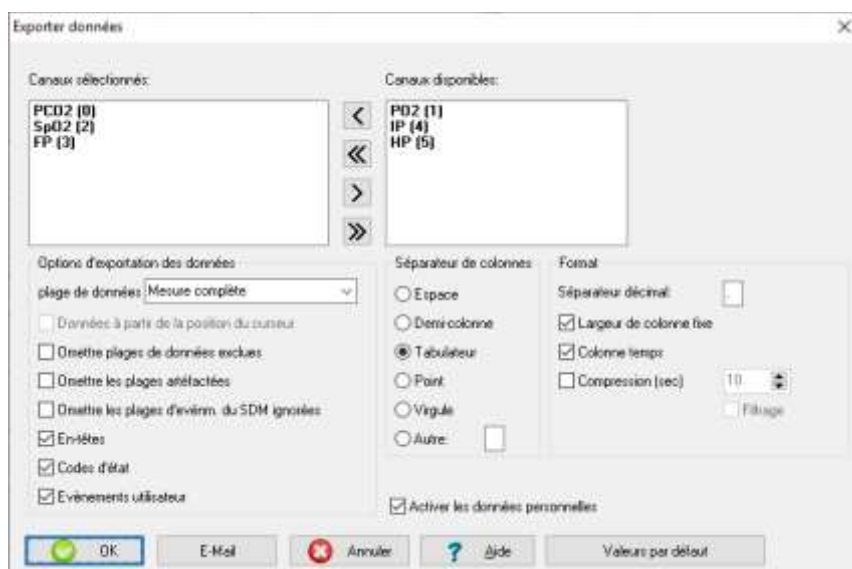 Exporter données
Canaux sélectionnés:
PCO2 (0)
SpO2 (2)
FP (3)
Canaux disponibles:
PO2 (1)
IP (4)
HP (5)
Options d'exportation des données
plage de données Mesure complète
Données à partir de la position du curseur
Omettre plages de données exclues
Omettre les plages artéfactées
Omettre les plages d'evénm. du SDM ignorées
En-têtes
Codes d'état
Evènements utilisateur
Séparateur de colonnes
Espace
Demi-colonne
Tabulateur
Point
Virgule
Autre:
Format
Séparateur décimal:
Largeur de colonne fixe
Colonne temps
Compression (sec) 10
Filtrage
Activer les données personnelles
OK
E-Mail
Annuler
? Aide
Valeurs par défaut